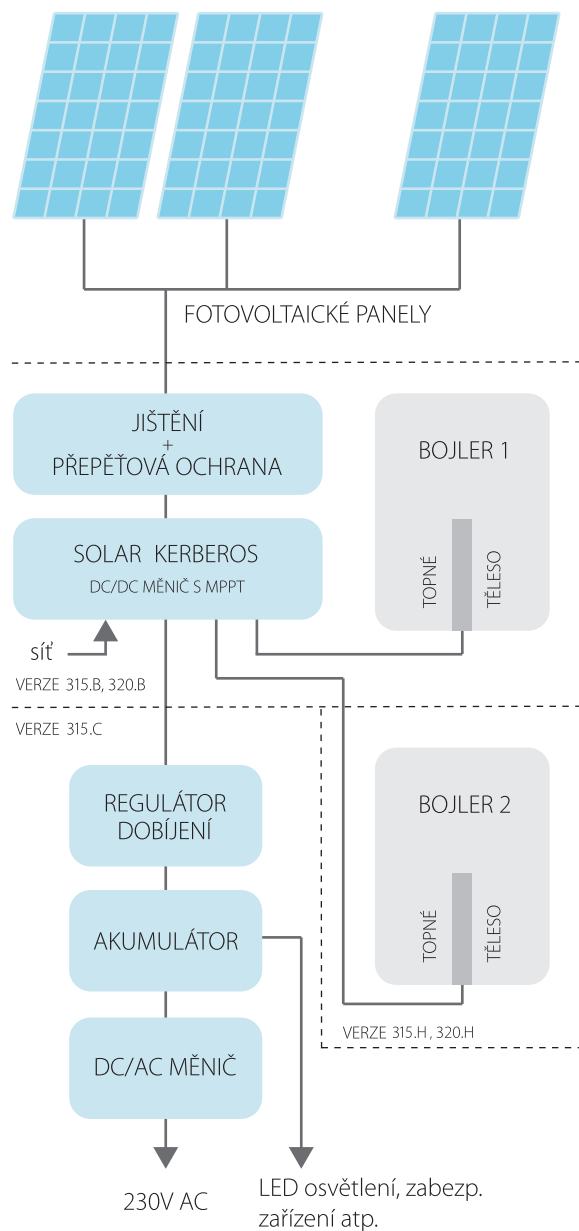 FOTOVOLTAICKÉ PANELY
JIŠTĚNÍ
+
PŘEPĚŤOVÁ OCHRANA
BOJLER 1
TOPNÉ
TĚLESO
SOLAR KERBEROS
DC/DC MĚNIČ S MPPT
síť
VERZE 315.B, 320.B
VERZE 315.C
REGULÁTOR
DOBÍJENÍ
BOJLER 2
TOPNÉ
TĚLESO
AKUMULÁTOR
VERZE 315.H, 320.H
DC/AC MĚNIČ
230V AC
LED osvětlení, zabezp.
zařízení atp.